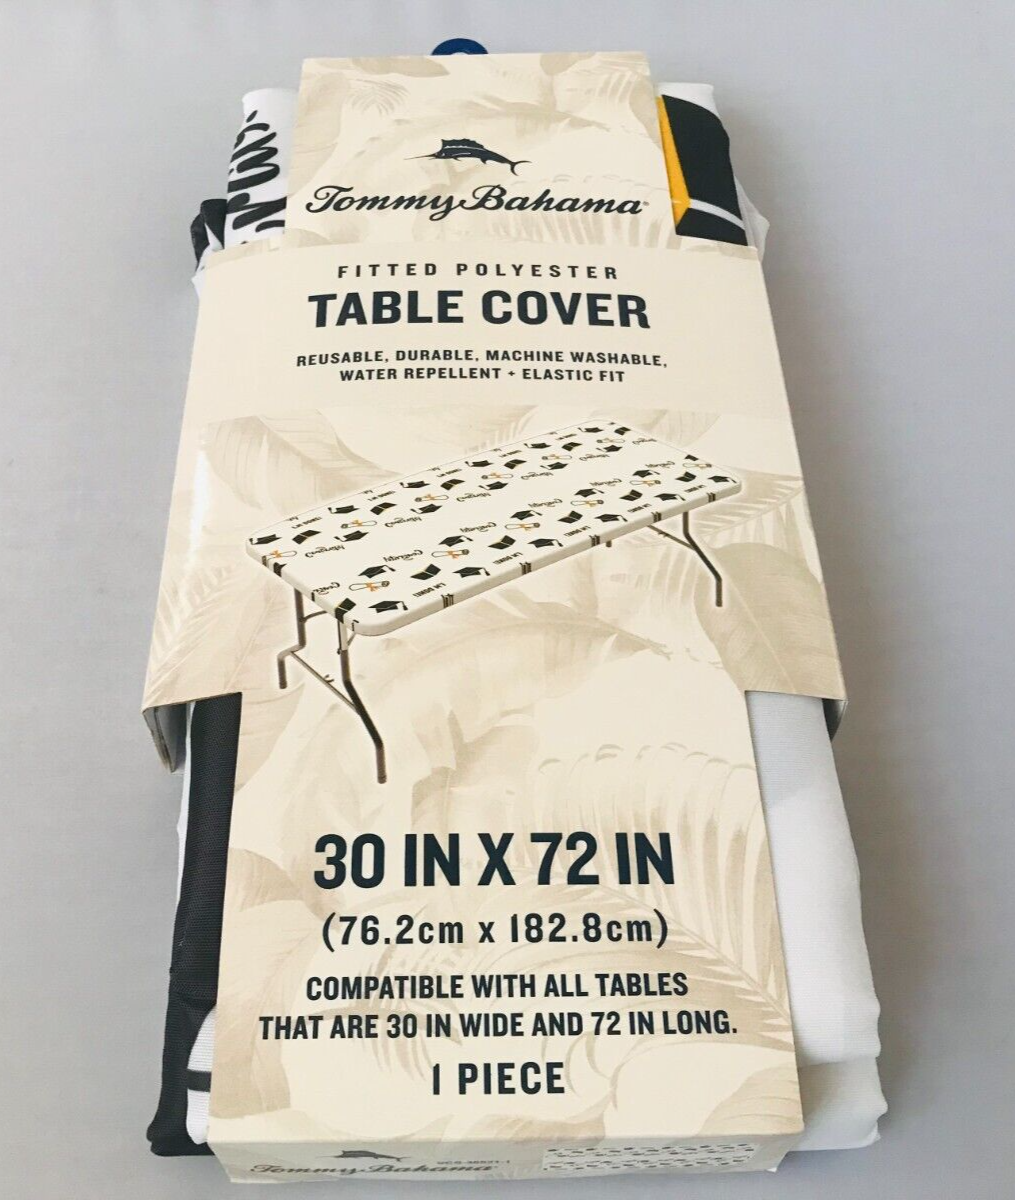 Tommy Bahama
FITTED POLYESTER
TABLE COVER
REUSABLE, DURABLE, MACHINE WASHABLE,
WATER REPELLENT + ELASTIC FIT
30 IN X 72 IN
(76.2cm x 182.8cm)
COMPATIBLE WITH ALL TABLES
THAT ARE 30 IN WIDE AND 72 IN LONG.
1 PIECE
Tommy Bahama